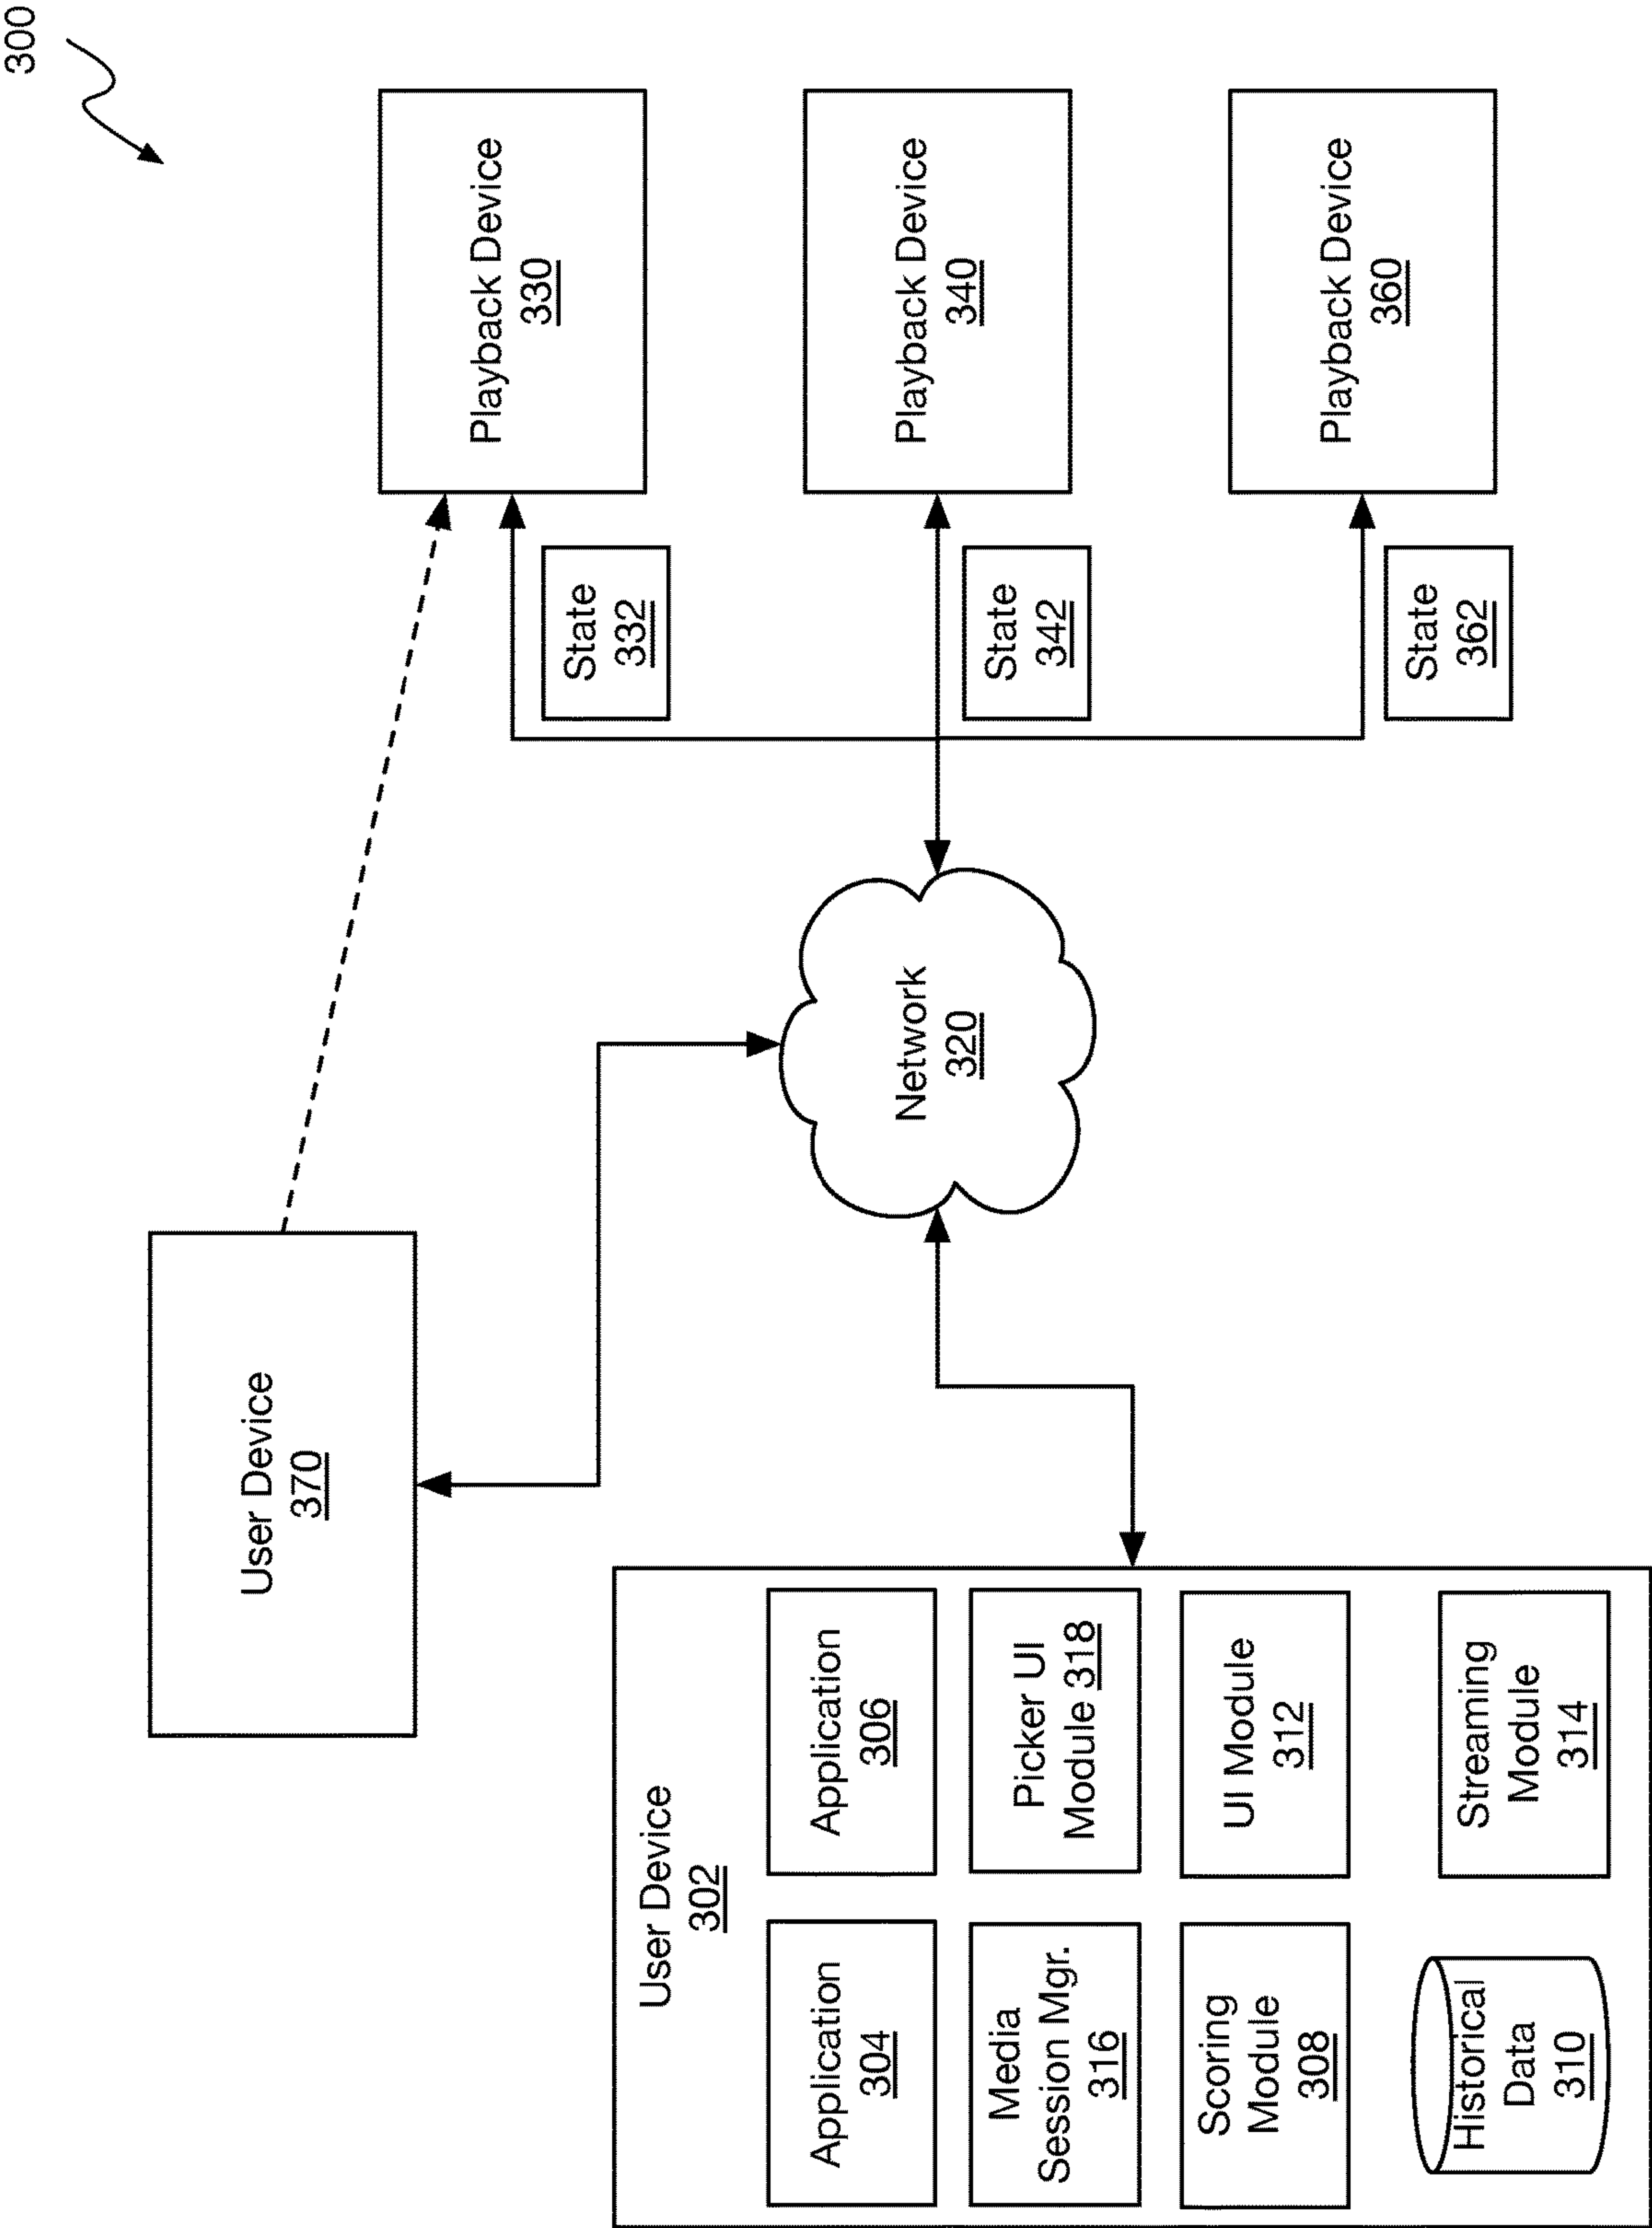 300
User Device
370
Playback Device
330
State
332
Playback Device
340
State
342
Playback Device
360
State
362
Network
320
User Device
302
Application
304
Application
306
Media
Session Mgr.
316
Picker UI
Module 318
Scoring
Module
308
UI Module
312
Historical
Data
310
Streaming
Module
314